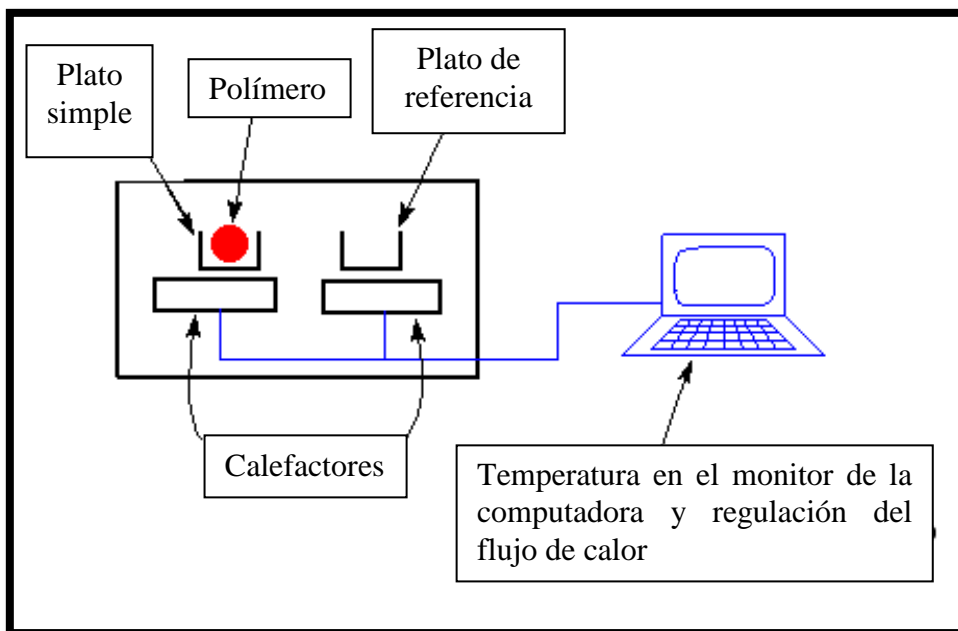 Plato
simple
Polímero
Plato de
referencia
Calefactores
Temperatura en el monitor de la
computadora y regulación del
flujo de calor